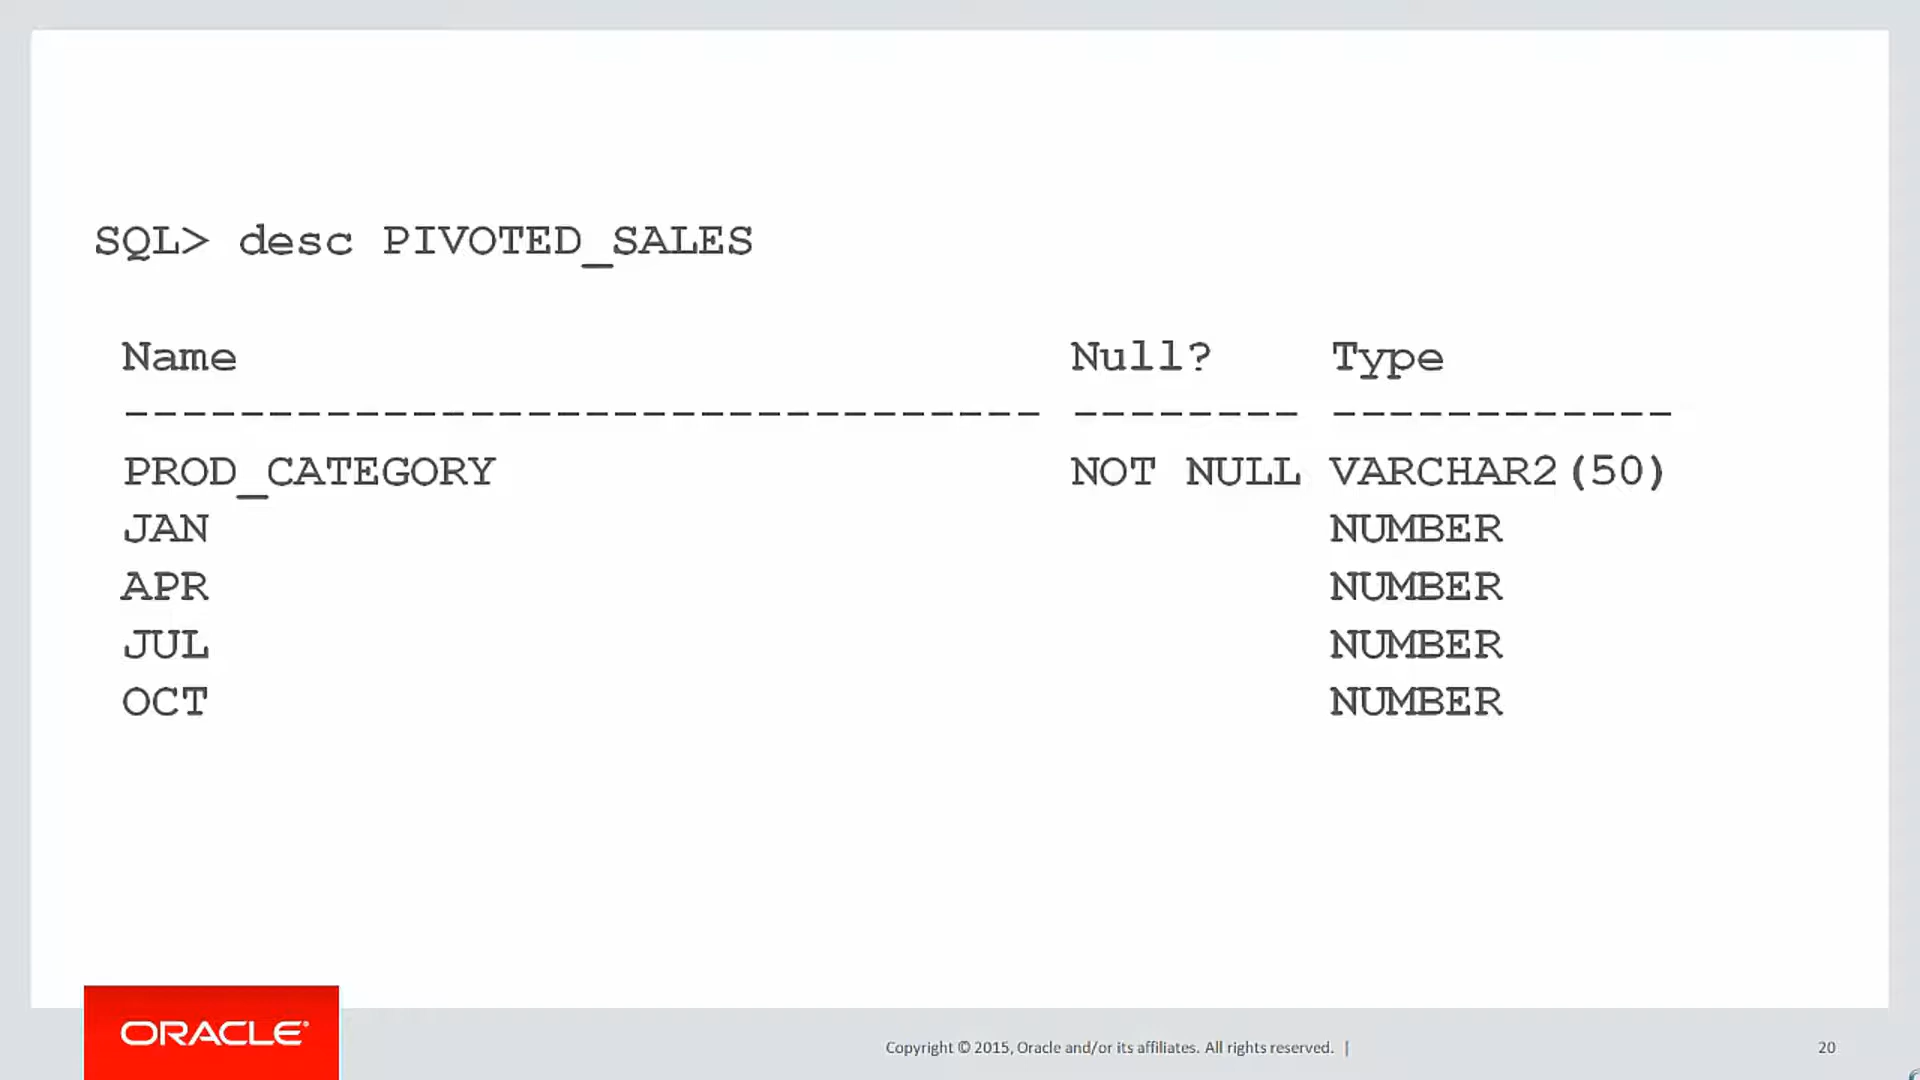 SQL> desc PIVOTED_SALES
Name Null? Type
-------------------------------- -------- ------------
PROD_CATEGORY NOT NULL VARCHAR2(50)
JAN NUMBER
APR NUMBER
JUL NUMBER
OCT NUMBER
ORACLE®
Copyright © 2015, Oracle and/or its affiliates. All rights reserved. | 20